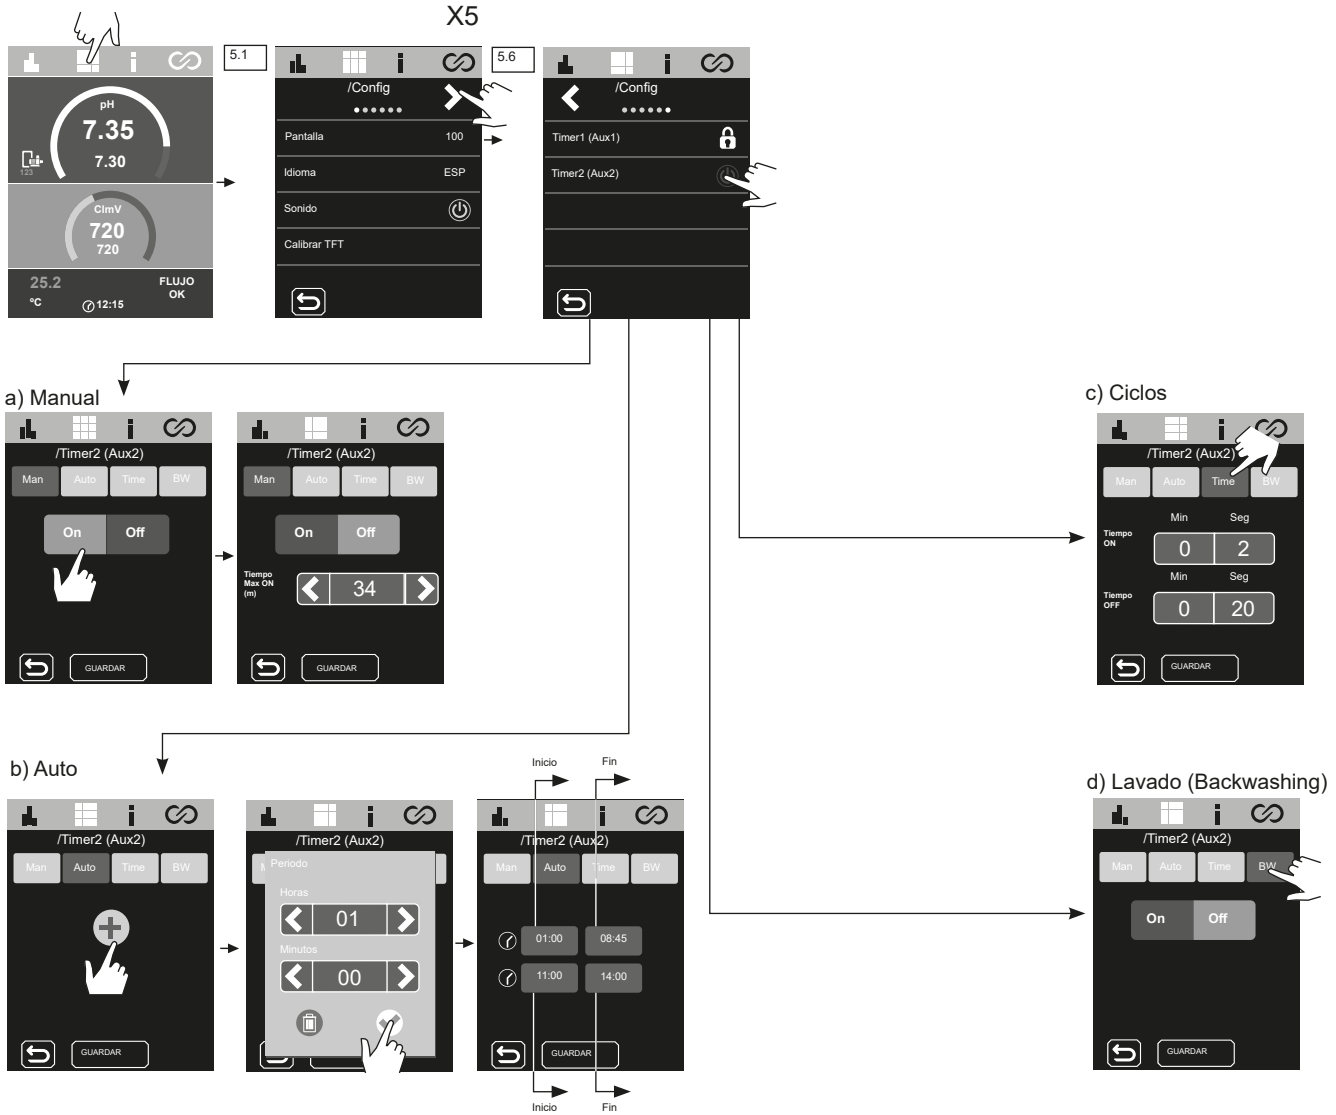 X5
5.1
5.6
pH
7.35
7.30
123
ClmV
720
720
25.2
ºC
12:15
FLUJO
OK
/Config
Pantalla 100
Idioma ESP
Sonido
Calibrar TFT
/Config
Timer1 (Aux1)
Timer2 (Aux2)
a) Manual
/Timer2 (Aux2)
Man Auto Time BW
On Off
GUARDAR
/Timer2 (Aux2)
Man Auto Time BW
On Off
Tiempo
Max ON
(m)
34
GUARDAR
c) Ciclos
/Timer2 (Aux2)
Man Auto Time BW
Min Seg
Tiempo
ON
0 2
Min Seg
Tiempo
OFF
0 20
GUARDAR
b) Auto
/Timer2 (Aux2)
Man Auto Time BW
GUARDAR
/Timer2 (Aux2)
Periodo
Horas
01
Minutos
00
Inicio Fin
/Timer2 (Aux2)
Man Auto Time BW
01:00 08:45
11:00 14:00
GUARDAR
Inicio Fin
d) Lavado (Backwashing)
/Timer2 (Aux2)
Man Auto Time BW
On Off
GUARDAR